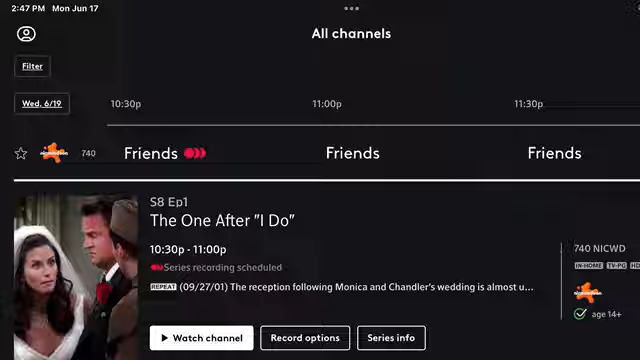 2:47 PM Mon Jun 17
All channels
Filter
Wed, 6/19 10:30p 11:00p 11:30p
nickelodeon 740 Friends Friends Friends
S8 Ep1
The One After "I Do"
10:30p - 11:00p 740 NICWD
Series recording scheduled IN-HOME TV-PG HD
REPEAT (09/27/01) The reception following Monica and Chandler's wedding is almost u...
nickelodeon
age 14+
Watch channel Record options Series info